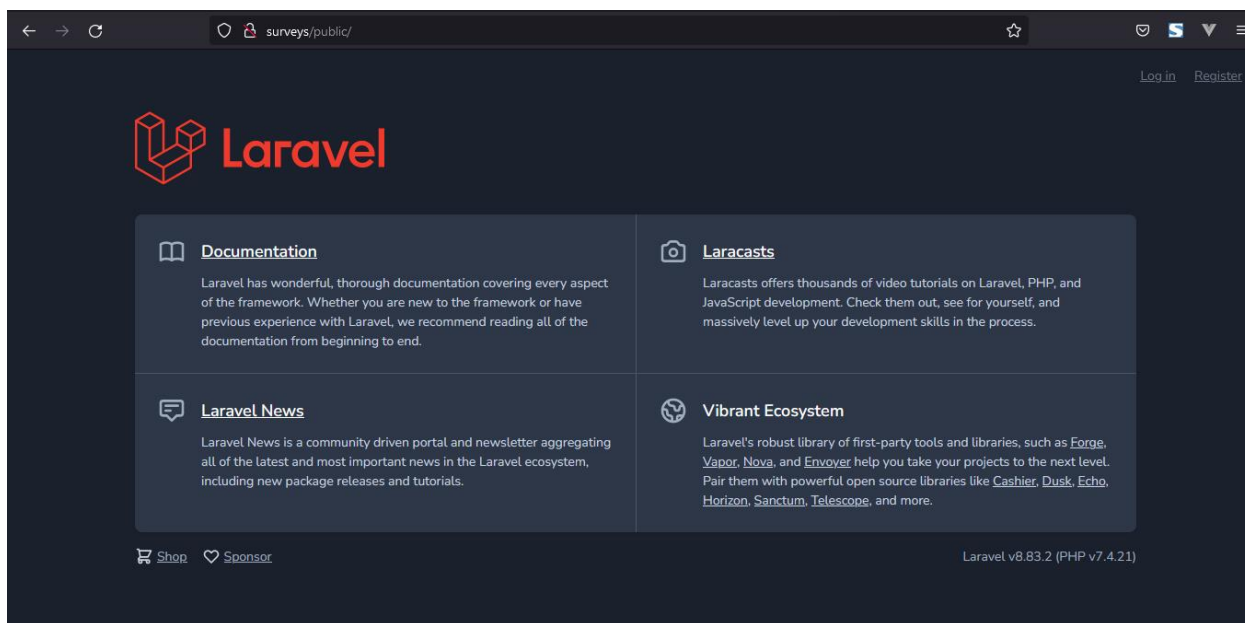 surveys/public/
Log in Register
Laravel
Documentation
Laravel has wonderful, thorough documentation covering every aspect
of the framework. Whether you are new to the framework or have
previous experience with Laravel, we recommend reading all of the
documentation from beginning to end.
Laracasts
Laracasts offers thousands of video tutorials on Laravel, PHP, and
JavaScript development. Check them out, see for yourself, and
massively level up your development skills in the process.
Laravel News
Laravel News is a community driven portal and newsletter aggregating
all of the latest and most important news in the Laravel ecosystem,
including new package releases and tutorials.
Vibrant Ecosystem
Laravel's robust library of first-party tools and libraries, such as Forge,
Vapor, Nova, and Envoyer help you take your projects to the next level.
Pair them with powerful open source libraries like Cashier, Dusk, Echo,
Horizon, Sanctum, Telescope, and more.
Shop Sponsor
Laravel v8.83.2 (PHP v7.4.21)